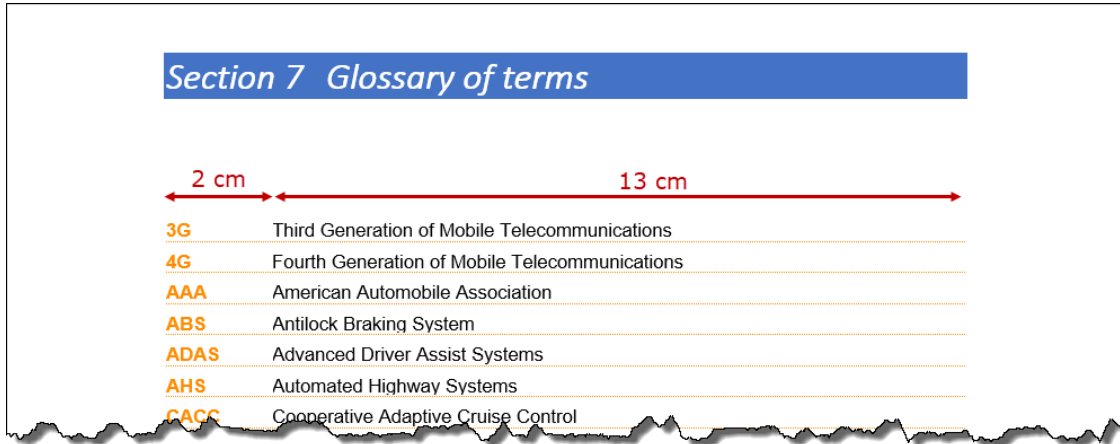 Section 7 Glossary of terms
2 cm 13 cm
3G Third Generation of Mobile Telecommunications
4G Fourth Generation of Mobile Telecommunications
AAA American Automobile Association
ABS Antilock Braking System
ADAS Advanced Driver Assist Systems
AHS Automated Highway Systems
CACC Cooperative Adaptive Cruise Control